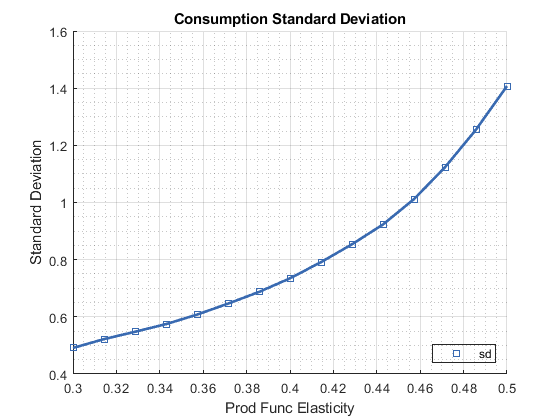 Consumption Standard Deviation
1.6
1.4
1.2
1
0.8
0.6
0.4
Standard Deviation
sd
0.3 0.32 0.34 0.36 0.38 0.4 0.42 0.44 0.46 0.48 0.5
Prod Func Elasticity